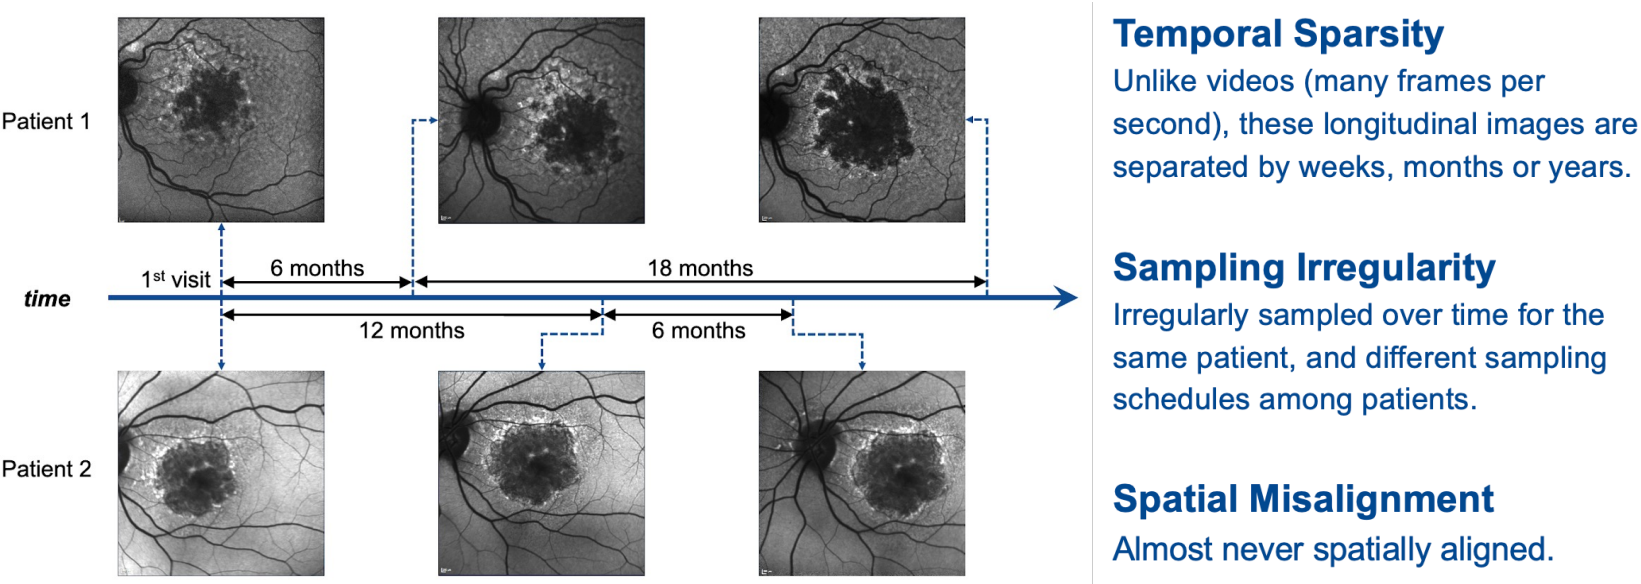 Patient 1
1st visit
6 months
18 months
time
12 months
6 months
Patient 2
Temporal Sparsity
Unlike videos (many frames per
second), these longitudinal images are
separated by weeks, months or years.
Sampling Irregularity
Irregularly sampled over time for the
same patient, and different sampling
schedules among patients.
Spatial Misalignment
Almost never spatially aligned.